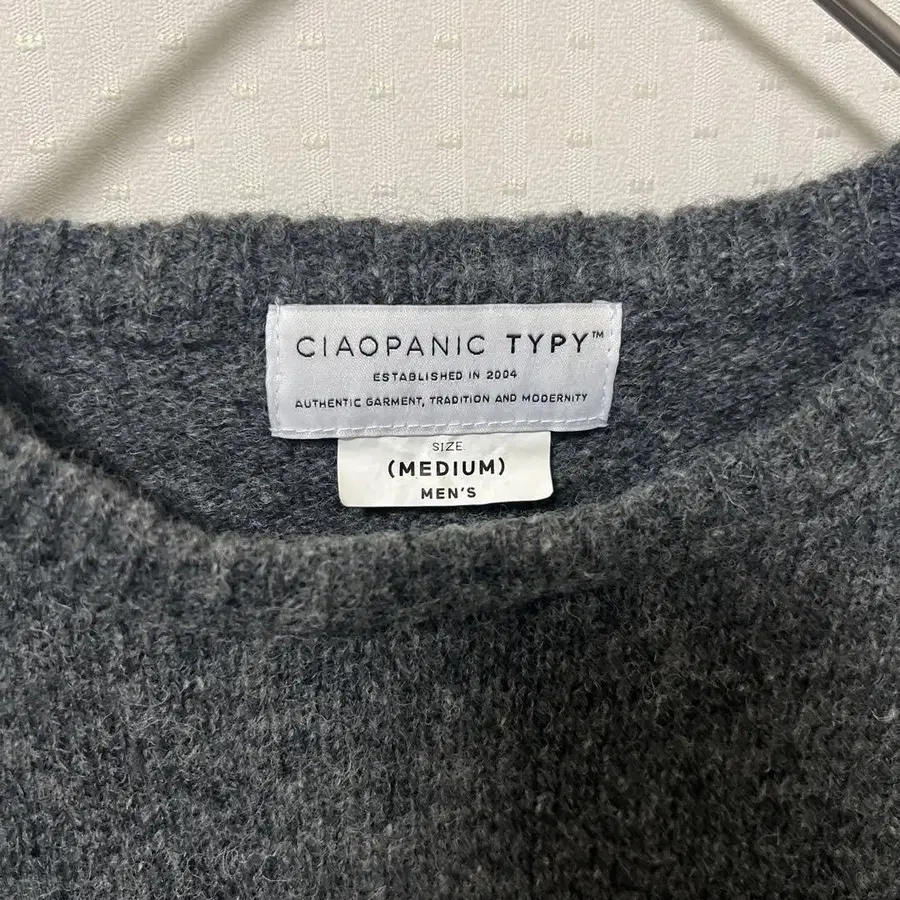 CIAOPANIC TYPY™
ESTABLISHED IN 2004
AUTHENTIC GARMENT, TRADITION AND MODERNITY
SIZE
(MEDIUM)
MEN'S